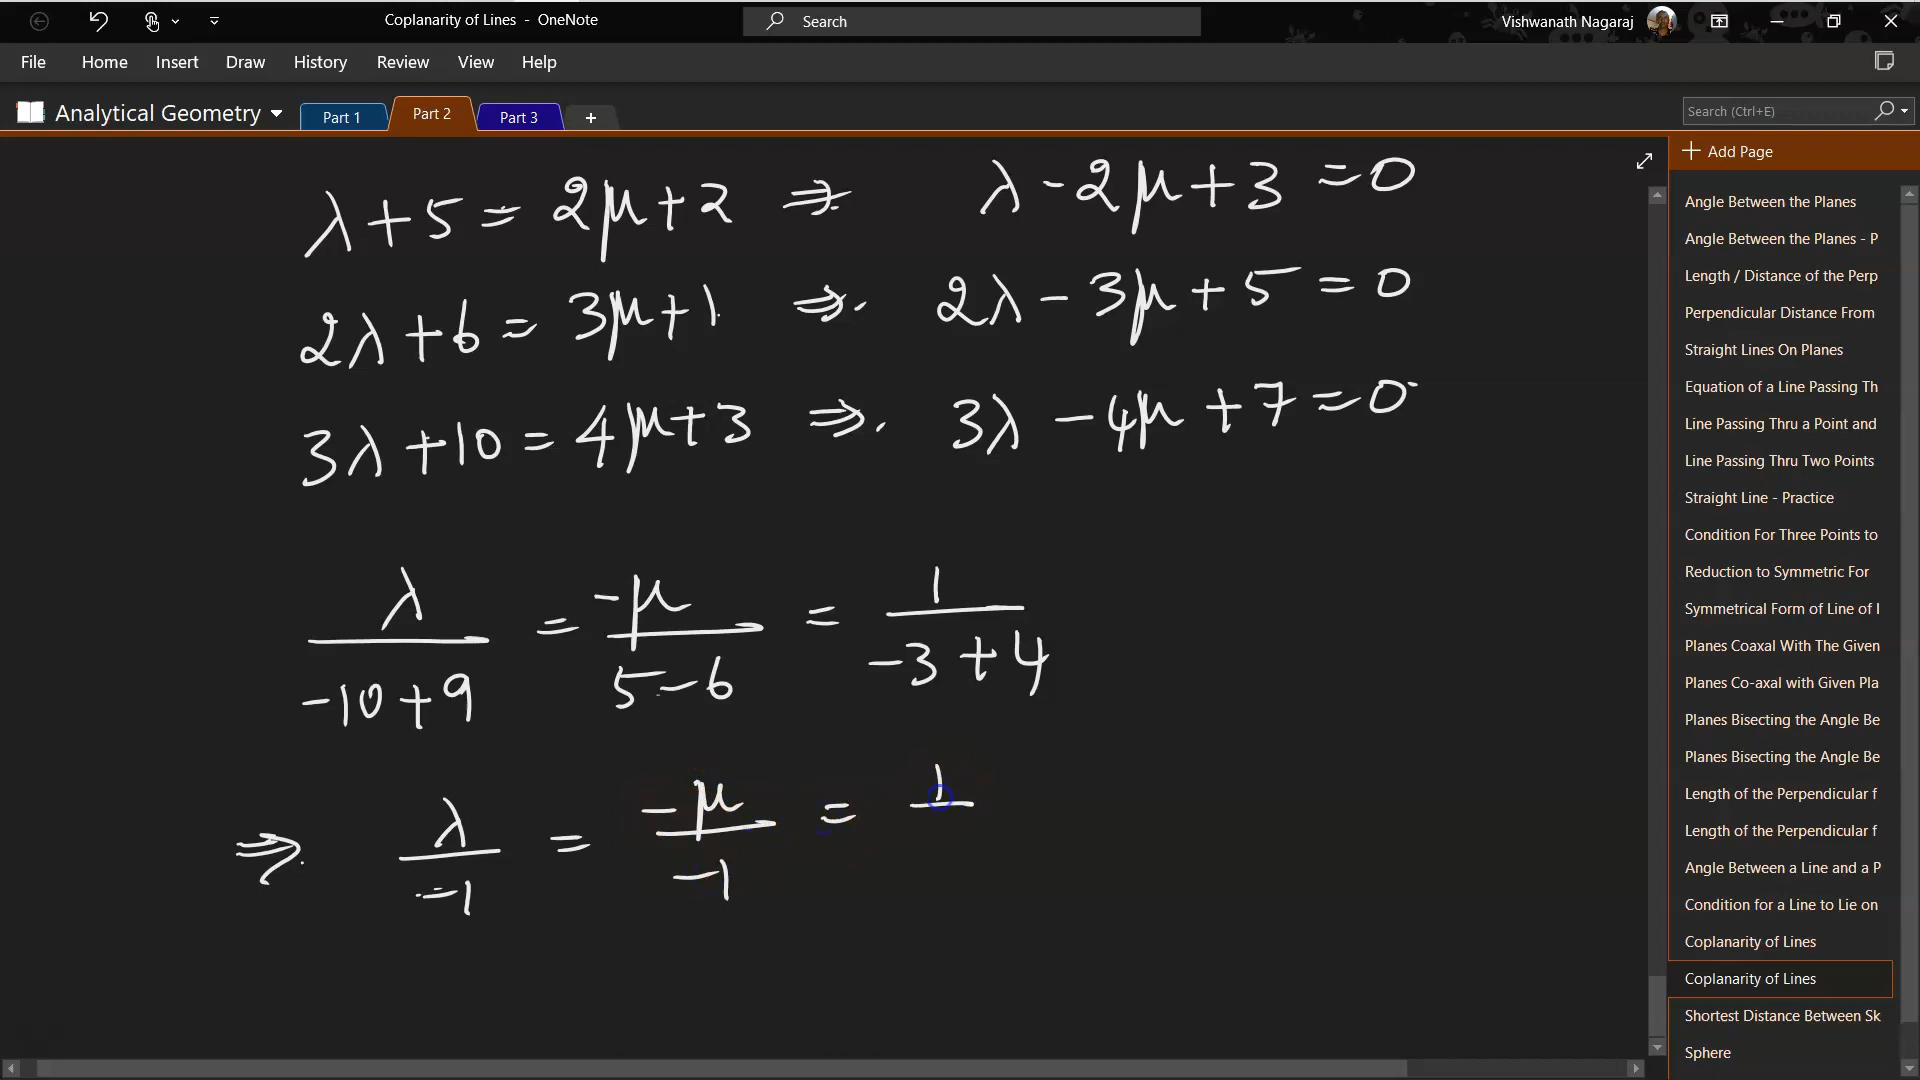 Coplanarity of Lines - OneNote
Search
Vishwanath Nagaraj
File Home Insert Draw History Review View Help
Analytical Geometry Part 1 Part 2 Part 3 +
Search (Ctrl+E)
λ+5 = 2μ+2 ⇒ λ-2μ+3 =0
2λ+6 = 3μ+1 ⇒. 2λ-3μ+5 = 0
3λ+10 = 4μ+3 ⇒. 3λ-4μ+7=0
λ/(-10+9) = -μ/(5-6) = 1/(-3+4)
⇒. λ/-1 = -μ/-1 = 1/
Add Page
Angle Between the Planes
Angle Between the Planes - P
Length / Distance of the Perp
Perpendicular Distance From
Straight Lines On Planes
Equation of a Line Passing Th
Line Passing Thru a Point and
Line Passing Thru Two Points
Straight Line - Practice
Condition For Three Points to
Reduction to Symmetric For
Symmetrical Form of Line of I
Planes Coaxal With The Given
Planes Co-axal with Given Pla
Planes Bisecting the Angle Be
Planes Bisecting the Angle Be
Length of the Perpendicular f
Length of the Perpendicular f
Angle Between a Line and a P
Condition for a Line to Lie on
Coplanarity of Lines
Coplanarity of Lines
Shortest Distance Between Sk
Sphere